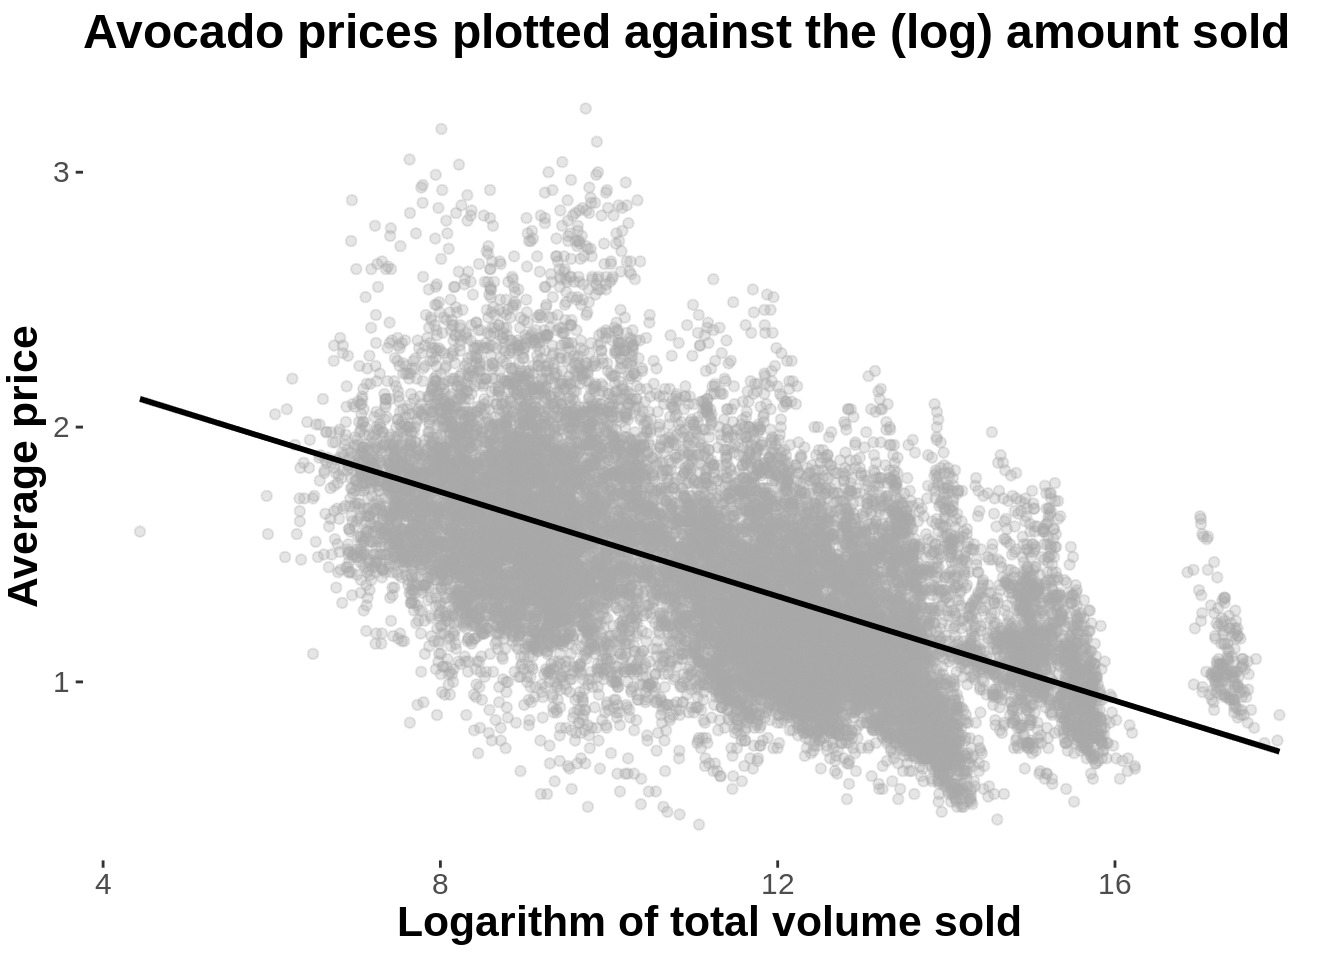 Avocado prices plotted against the (log) amount sold
3
2
1
Average price
4 8 12 16
Logarithm of total volume sold